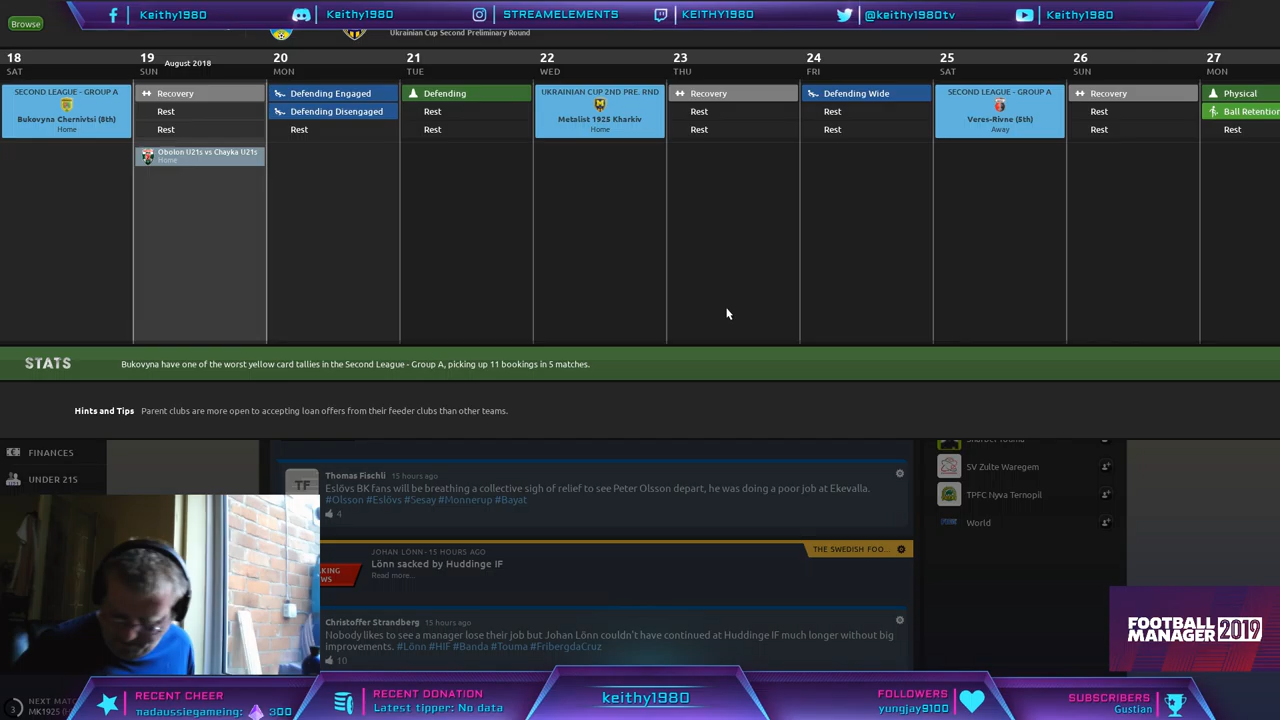 Browse
Keithy1980
Keithy1980
STREAMELEMENTS
KEITHY1980
@keithy1980tv
Keithy1980
Ukrainian Cup Second Preliminary Round
18
SAT
19
SUN
August 2018
20
MON
21
TUE
22
WED
23
THU
24
FRI
25
SAT
26
SUN
27
MON
SECOND LEAGUE - GROUP A
Bukovyna Chernivtsi (8th)
Home
Recovery
Rest
Rest
Obolon U21s vs Chayka U21s
Home
Defending Engaged
Defending Disengaged
Rest
Defending
Rest
Rest
UKRAINIAN CUP 2ND PRE. RND
Metalist 1925 Kharkiv
Home
Recovery
Rest
Rest
Defending Wide
Rest
Rest
SECOND LEAGUE - GROUP A
Veres-Rivne (5th)
Away
Recovery
Rest
Rest
Physical
Ball Retention
Rest
STATS
Bukovyna have one of the worst yellow card tallies in the Second League - Group A, picking up 11 bookings in 5 matches.
Hints and Tips
Parent clubs are more open to accepting loan offers from their feeder clubs than other teams.
FINANCES
UNDER 21S
TF
Thomas Fischli 15 hours ago
Eslövs BK fans will be breathing a collective sigh of relief to see Peter Olsson depart, he was doing a poor job at Ekevalla.
#Olsson #Eslövs #Sesay #Monnerup #Bayat
4
JOHAN LÖNN-15 HOURS AGO
THE SWEDISH FOO...
Lönn sacked by Huddinge IF
Read more...
Christoffer Strandberg 15 hours ago
Nobody likes to see a manager lose their job but Johan Lönn couldn't have continued at Huddinge IF much longer without big
improvements. #Lönn #HIF #Banda #Touma #FribergdaCruz
10
SV Zulte Waregem
TPFC Nyva Ternopil
World
FOOTBALL
MANAGER 2019
3
NEXT MAT
MK1925 (H
RECENT CHEER
madaussiegameing: 300
RECENT DONATION
Latest tipper: No data
keithy1980
FOLLOWERS
yungjay9100
SUBSCRIBERS
Gustian